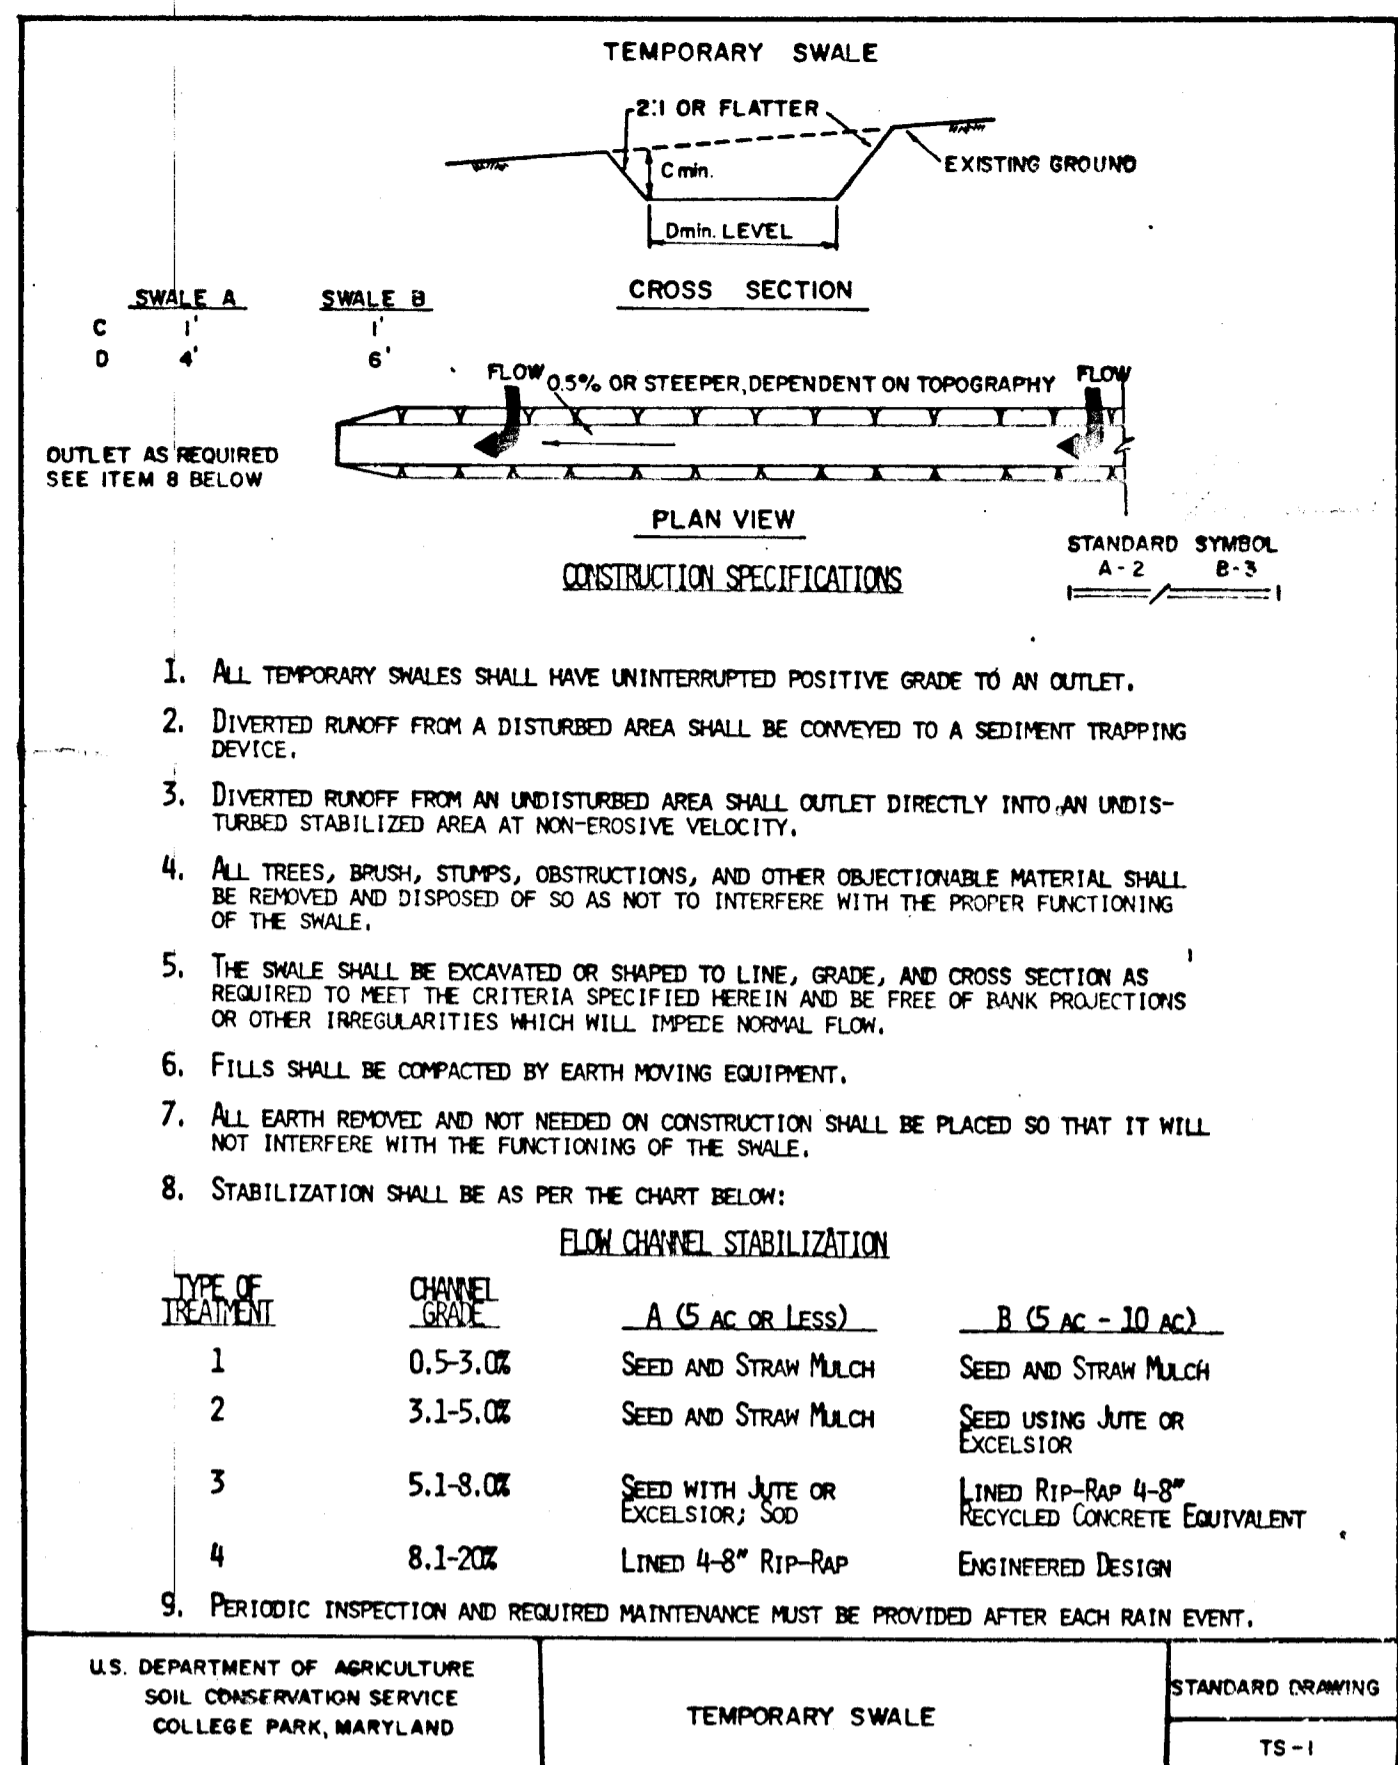 TEMPORARY SWALE
2:1 OR FLATTER
C min.
EXISTING GROUND
Dmin. LEVEL
CROSS SECTION
SWALE A SWALE B
C 1' 1'
D 4' 6'
FLOW 0.5% OR STEEPER, DEPENDENT ON TOPOGRAPHY FLOW
OUTLET AS REQUIRED
SEE ITEM 8 BELOW
PLAN VIEW
STANDARD SYMBOL
A-2 B-3
CONSTRUCTION SPECIFICATIONS
1. ALL TEMPORARY SWALES SHALL HAVE UNINTERRUPTED POSITIVE GRADE TO AN OUTLET.
2. DIVERTED RUNOFF FROM A DISTURBED AREA SHALL BE CONVEYED TO A SEDIMENT TRAPPING
DEVICE.
3. DIVERTED RUNOFF FROM AN UNDISTURBED AREA SHALL OUTLET DIRECTLY INTO AN UNDIS-
TURBED STABILIZED AREA AT NON-EROSIVE VELOCITY.
4. ALL TREES, BRUSH, STUMPS, OBSTRUCTIONS, AND OTHER OBJECTIONABLE MATERIAL SHALL
BE REMOVED AND DISPOSED OF SO AS NOT TO INTERFERE WITH THE PROPER FUNCTIONING
OF THE SWALE.
5. THE SWALE SHALL BE EXCAVATED OR SHAPED TO LINE, GRADE, AND CROSS SECTION AS
REQUIRED TO MEET THE CRITERIA SPECIFIED HEREIN AND BE FREE OF BANK PROJECTIONS
OR OTHER IRREGULARITIES WHICH WILL IMPEDE NORMAL FLOW.
6. FILLS SHALL BE COMPACTED BY EARTH MOVING EQUIPMENT.
7. ALL EARTH REMOVED AND NOT NEEDED ON CONSTRUCTION SHALL BE PLACED SO THAT IT WILL
NOT INTERFERE WITH THE FUNCTIONING OF THE SWALE.
8. STABILIZATION SHALL BE AS PER THE CHART BELOW:
FLOW CHANNEL STABILIZATION
TYPE OF CHANNEL
TREATMENT GRADE A (5 AC OR LESS) B (5 AC - 10 AC)
1 0.5-3.0% SEED AND STRAW MULCH SEED AND STRAW MULCH
2 3.1-5.0% SEED AND STRAW MULCH SEED USING JUTE OR
EXCELSIOR
3 5.1-8.0% SEED WITH JUTE OR LINED RIP-RAP 4-8"
EXCELSIOR; SOD RECYCLED CONCRETE EQUIVALENT
4 8.1-20% LINED 4-8" RIP-RAP ENGINEERED DESIGN
9. PERIODIC INSPECTION AND REQUIRED MAINTENANCE MUST BE PROVIDED AFTER EACH RAIN EVENT.
U.S. DEPARTMENT OF AGRICULTURE
SOIL CONSERVATION SERVICE
COLLEGE PARK, MARYLAND
TEMPORARY SWALE
STANDARD DRAWING
TS-1